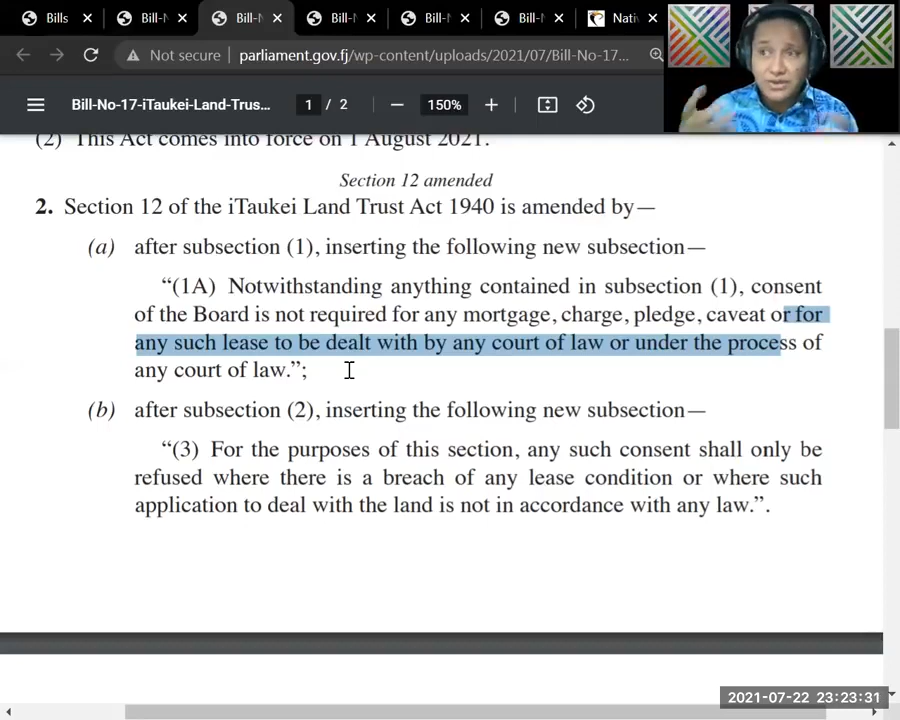 Bills
Bill-N
Bill-N
Bill-N
Bill-N
Bill-N
Nativ
Not secure
parliament.gov.fj/wp-content/uploads/2021/07/Bill-No-17...
Bill-No-17-iTaukei-Land-Trus...
1 / 2
150%
(2) This Act comes into force on 1 August 2021.
Section 12 amended
2. Section 12 of the iTaukei Land Trust Act 1940 is amended by—
(a) after subsection (1), inserting the following new subsection—
“(1A) Notwithstanding anything contained in subsection (1), consent
of the Board is not required for any mortgage, charge, pledge, caveat or for
any such lease to be dealt with by any court of law or under the process of
any court of law.”;
(b) after subsection (2), inserting the following new subsection—
“(3) For the purposes of this section, any such consent shall only be
refused where there is a breach of any lease condition or where such
application to deal with the land is not in accordance with any law.”.
2021-07-22 23:23:31